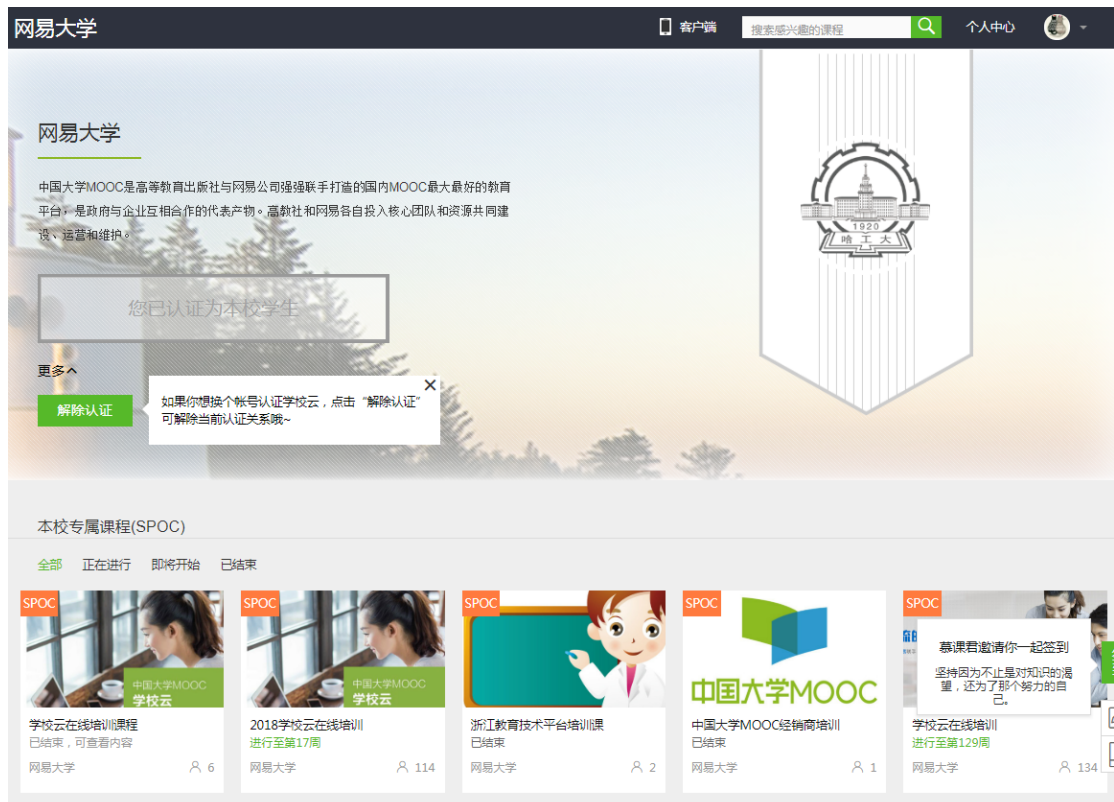 网易大学
客户端
搜索感兴趣的课程
个人中心
网易大学
中国大学MOOC是高等教育出版社与网易公司强强联手打造的国内MOOC最大最好的教育
平台，是政府与企业互相合作的代表产物。高教社和网易各自投入核心团队和资源共同建
设、运营和维护。
1920
哈工大
您已认证为本校学生
更多
解除认证
如果你想换个帐号认证学校云，点击“解除认证”
可解除当前认证关系哦~
本校专属课程(SPOC)
全部 正在进行 即将开始 已结束
SPOC
中国大学MOOC
学校云
学校云在线培训课程
已结束，可查看内容
网易大学 6
SPOC
中国大学MOOC
学校云
2018学校云在线培训
进行至第17周
网易大学 114
SPOC
浙江教育技术平台培训课
已结束
网易大学 2
SPOC
中国大学MOOC
中国大学MOOC经销商培训
已结束
网易大学 1
SPOC
慕课君邀请你一起签到
坚持因为不止是对知识的渴
望，还为了那个努力的自
己。
学校云在线培训
进行至第129周
网易大学 134